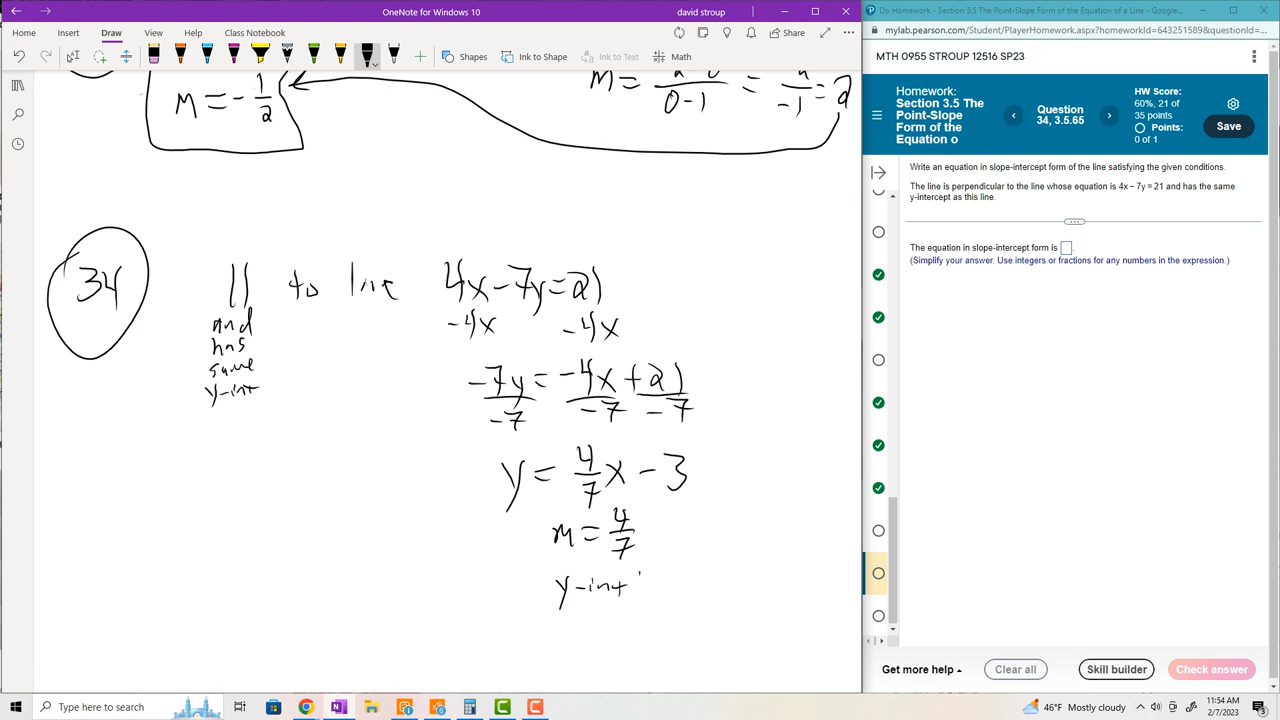 OneNote for Windows 10
david stroup
Home Insert Draw View Help Class Notebook
Share
Shapes Ink to Shape Ink to Text Math
m = -1/2
0-1 = -1 = 2
34
|| to line 4x-7y=21
and
has
same
y-int
-4x -4x
-7y = -4x + 21
-7 -7 -7
y = 4/7 x - 3
m = 4/7
y-int
Do Homework - Section 3.5 The Point-Slope Form of the Equation of a Line - Google...
mylab.pearson.com/Student/PlayerHomework.aspx?homeworkId=643251589&questionId=...
MTH 0955 STROUP 12516 SP23
Homework:
Section 3.5 The
Point-Slope
Form of the
Equation o
Question
34, 3.5.65
HW Score:
60%, 21 of
35 points
Points:
0 of 1
Save
Write an equation in slope-intercept form of the line satisfying the given conditions.
The line is perpendicular to the line whose equation is 4x – 7y = 21 and has the same
y-intercept as this line.
The equation in slope-intercept form is
(Simplify your answer. Use integers or fractions for any numbers in the expression.)
Get more help
Clear all
Skill builder
Check answer
Type here to search
46°F Mostly cloudy
11:54 AM
2/7/2023
3